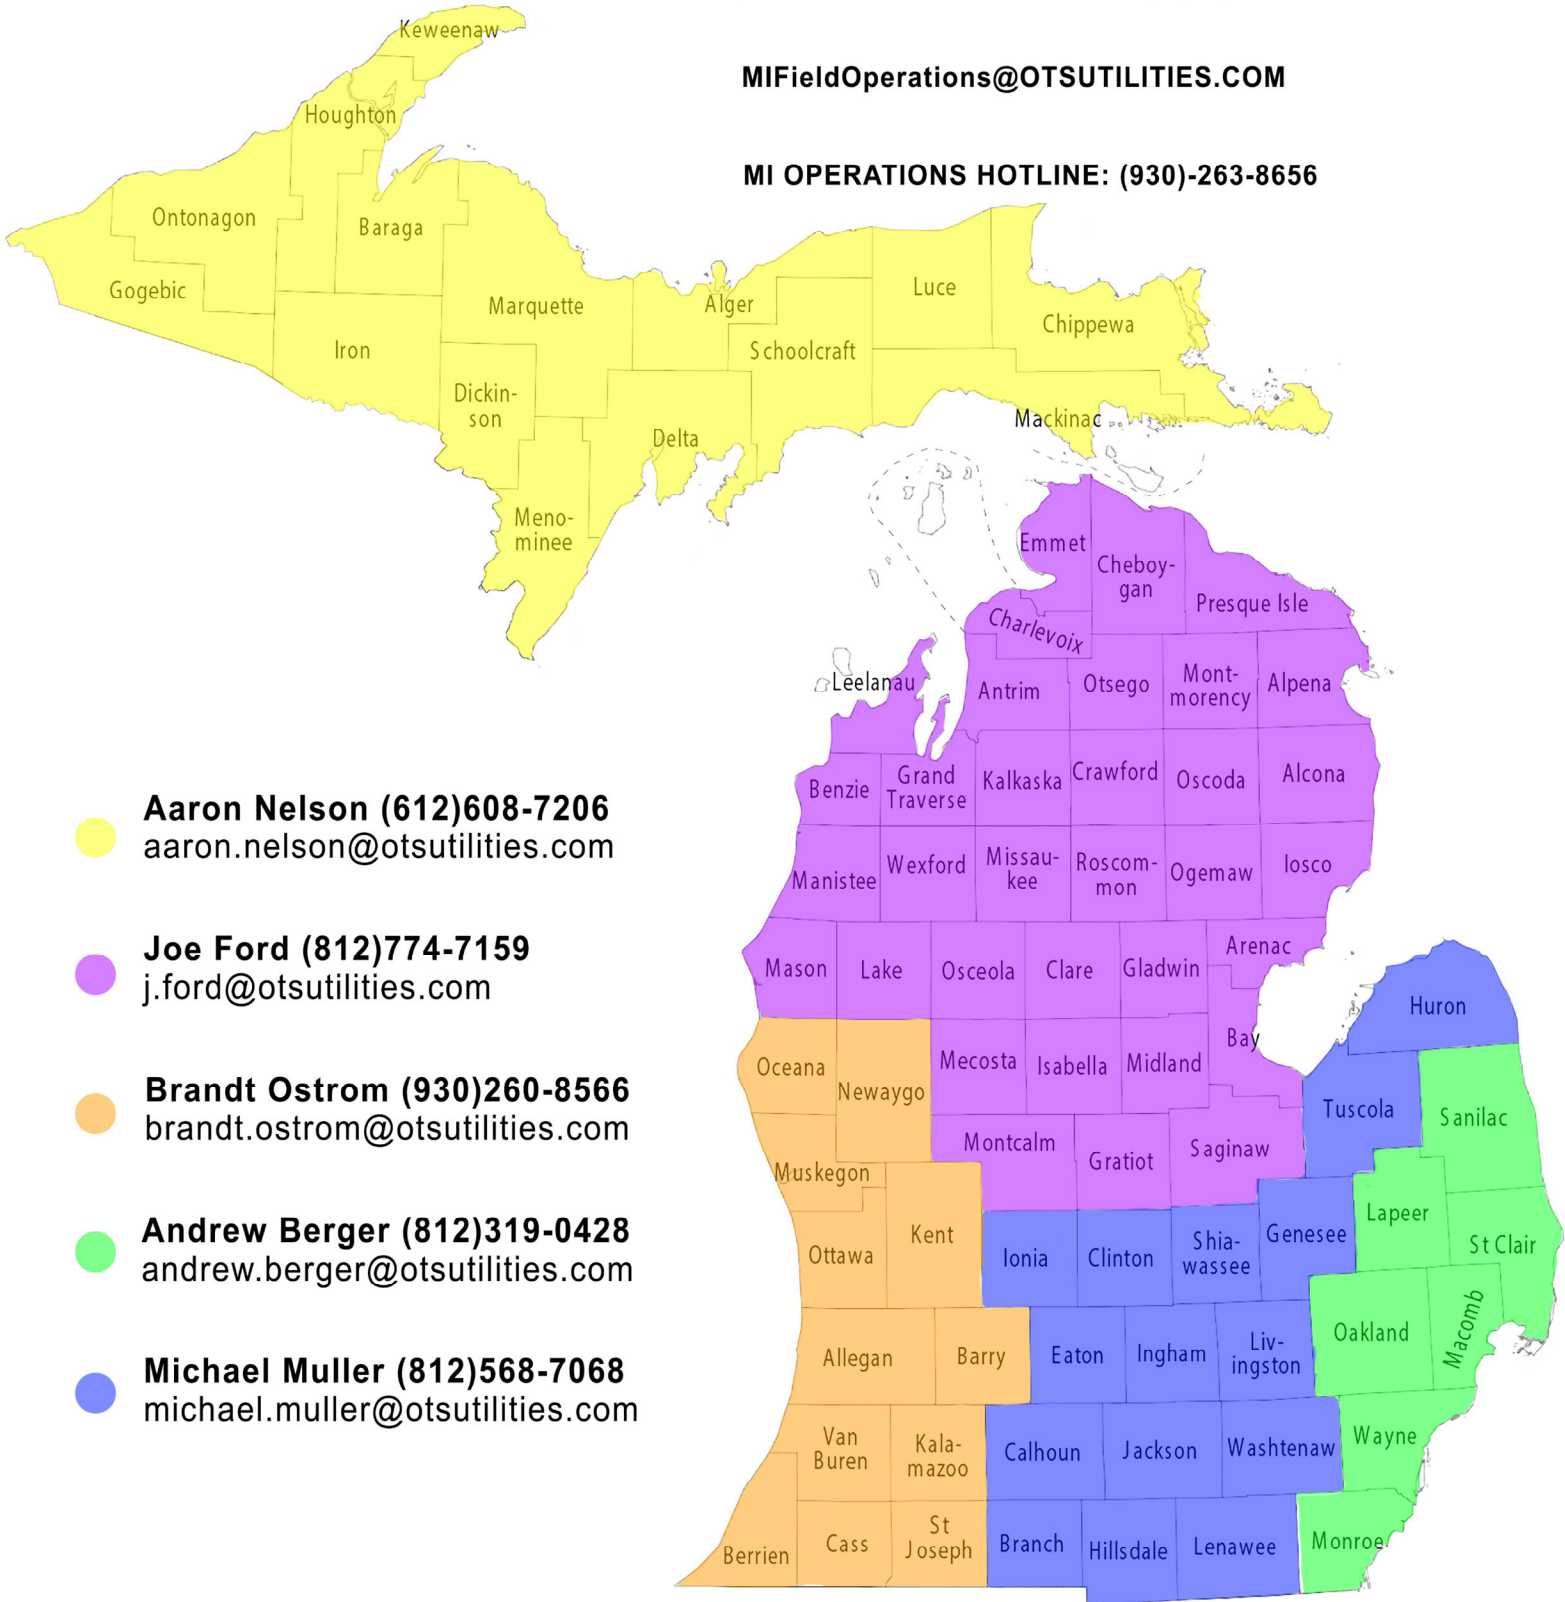 Keweenaw
MIFieldOperations@OTSUTILITIES.COM
Houghton
MI OPERATIONS HOTLINE: (930)-263-8656
Ontonagon
Baraga
Gogebic
Marquette
Alger
Luce
Chippewa
Iron
Schoolcraft
Dickin-
son
Delta
Mackinac
Meno-
minee
Emmet
Cheboy-
gan
Presque Isle
Charlevoix
Leelanau
Antrim
Otsego
Mont-
morency
Alpena
Benzie
Grand
Traverse
Kalkaska
Crawford
Oscoda
Alcona
Manistee
Wexford
Missau-
kee
Roscom-
mon
Ogemaw
Iosco
Mason
Lake
Osceola
Clare
Gladwin
Arenac
Huron
Oceana
Newaygo
Mecosta
Isabella
Midland
Bay
Tuscola
Sanilac
Muskegon
Montcalm
Gratiot
Saginaw
Lapeer
St Clair
Ottawa
Kent
Ionia
Clinton
Shia-
wassee
Genesee
Allegan
Barry
Eaton
Ingham
Liv-
ingston
Oakland
Macomb
Van
Buren
Kala-
mazoo
Calhoun
Jackson
Washtenaw
Wayne
Berrien
Cass
St
Joseph
Branch
Hillsdale
Lenawee
Monroe
Aaron Nelson (612)608-7206
aaron.nelson@otsutilities.com
Joe Ford (812)774-7159
j.ford@otsutilities.com
Brandt Ostrom (930)260-8566
brandt.ostrom@otsutilities.com
Andrew Berger (812)319-0428
andrew.berger@otsutilities.com
Michael Muller (812)568-7068
michael.muller@otsutilities.com